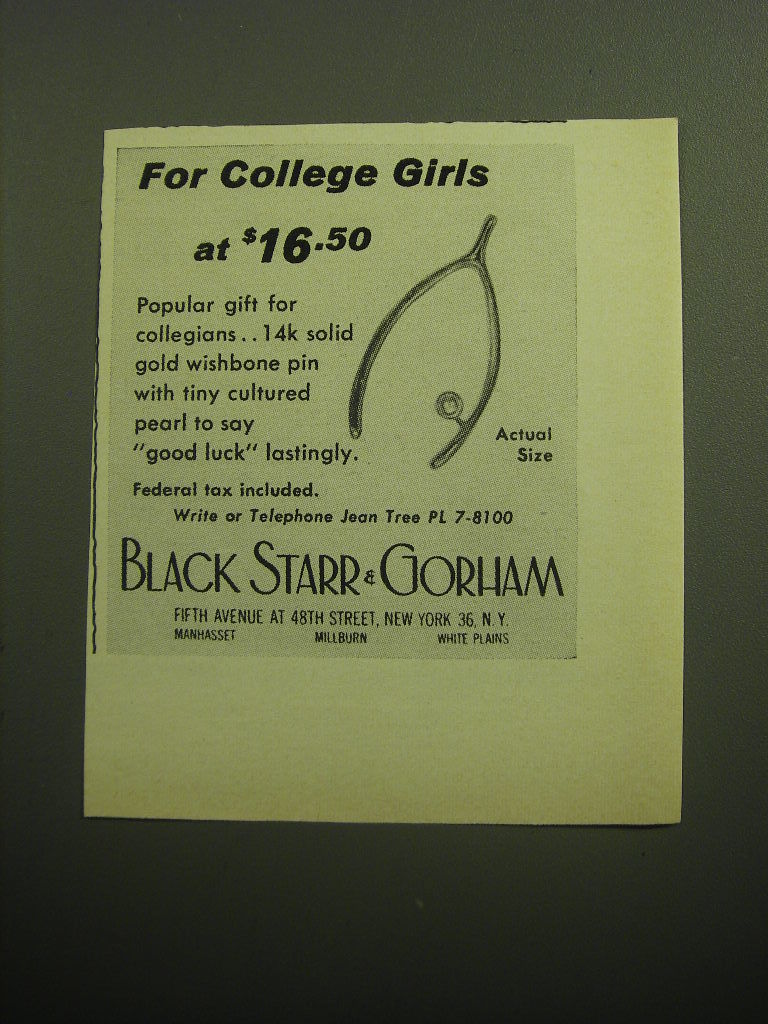 For College Girls
at $16.50
Popular gift for
collegians..14k solid
gold wishbone pin
with tiny cultured
pearl to say
"good luck" lastingly.
Actual
Size
Federal tax included.
Write or Telephone Jean Tree PL 7-8100
BLACK STARR & GORHAM
FIFTH AVENUE AT 48TH STREET, NEW YORK 36, N.Y.
MANHASSET MILLBURN WHITE PLAINS